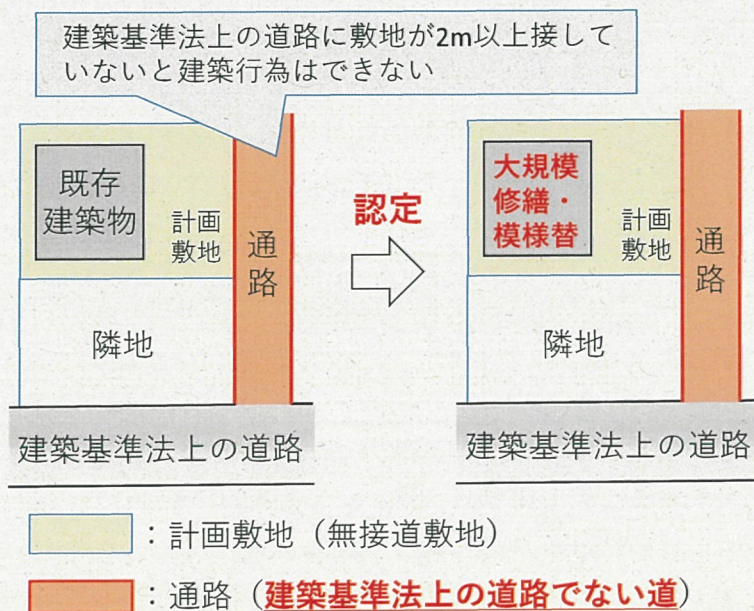 建築基準法上の道路に敷地が2m以上接して
いないと建築行為はできない
既存
建築物
計画
敷地
通路
隣地
建築基準法上の道路
認定
大規模
修繕・
模様替
計画
敷地
通路
隣地
建築基準法上の道路
：計画敷地（無接道敷地）
：通路（建築基準法上の道路でない道）